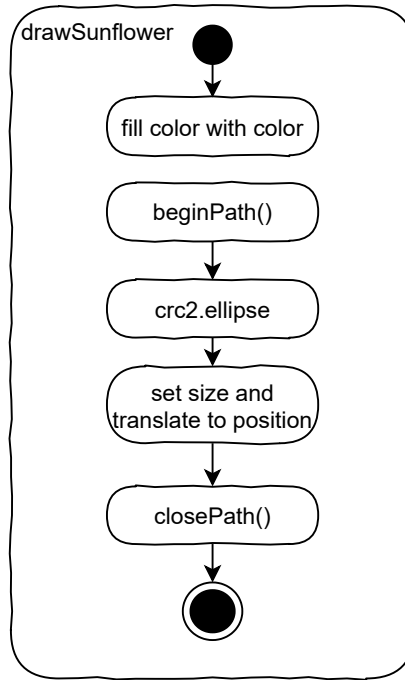 drawSunflower
fill color with color
beginPath()
crc2.ellipse
set size and
translate to position
closePath()